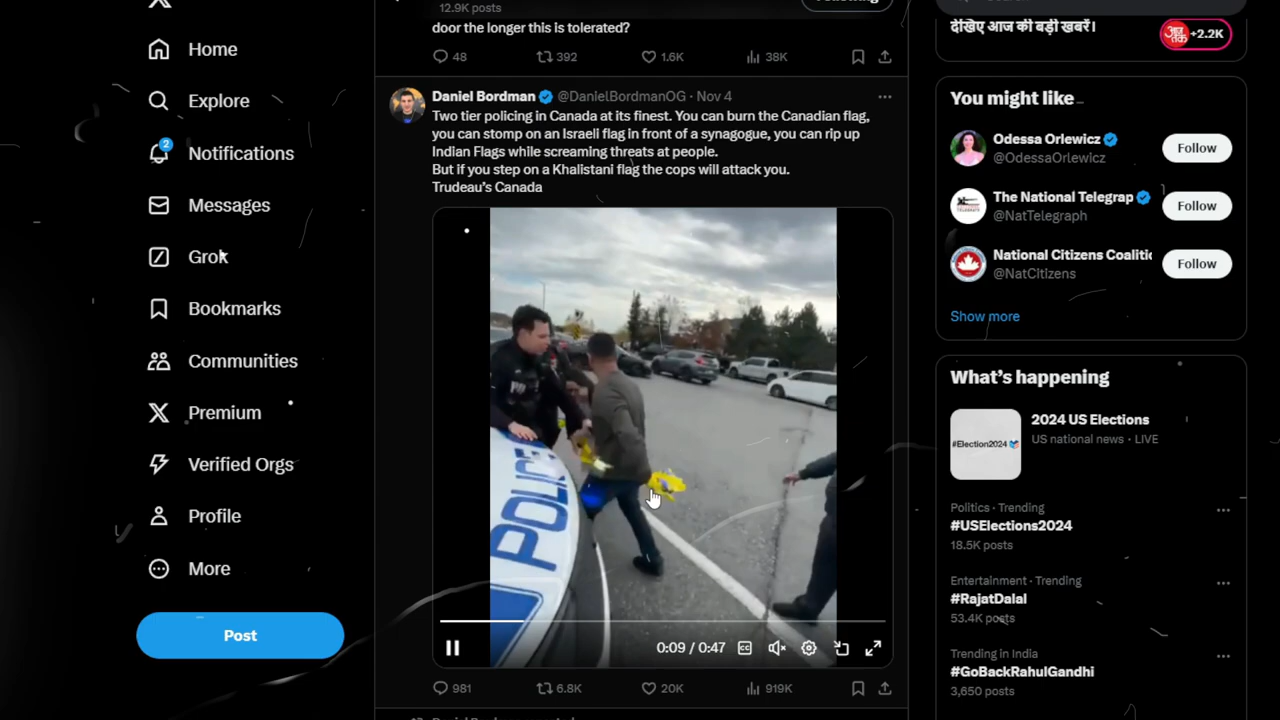 Home
Explore
2
Notifications
Messages
Grok
Bookmarks
Communities
Premium
Verified Orgs
Profile
More
Post
12.9K posts
Following
door the longer this is tolerated?
48 392 1.6K 38K
Daniel Bordman @DanielBordmanOG · Nov 4
Two tier policing in Canada at its finest. You can burn the Canadian flag,
you can stomp on an Israeli flag in front of a synagogue, you can rip up
Indian Flags while screaming threats at people.
But if you step on a Khalistani flag the cops will attack you.
Trudeau's Canada
POLICE
0:09 / 0:47
981 6.8K 20K 919K
देखिए आज की बड़ी खबरें।
आज तक
+2.2K
You might like
Odessa Orlewicz
@OdessaOrlewicz
Follow
The National Telegrap
@NatTelegraph
Follow
National Citizens Coalitic
@NatCitizens
Follow
Show more
What's happening
#Election2024
2024 US Elections
US national news · LIVE
Politics · Trending
#USElections2024
18.5K posts
Entertainment · Trending
#RajatDalal
53.4K posts
Trending in India
#GoBackRahulGandhi
3,650 posts